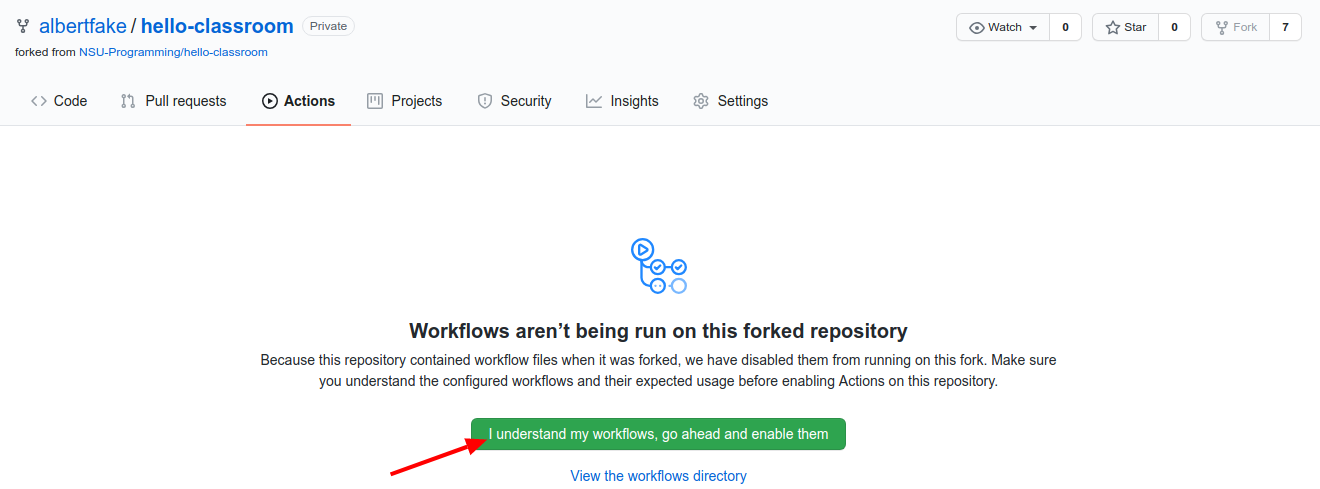 albertfake / hello-classroom Private Watch 0 Star 0 Fork 7
forked from NSU-Programming/hello-classroom
Code Pull requests Actions Projects Security Insights Settings
Workflows aren’t being run on this forked repository
Because this repository contained workflow files when it was forked, we have disabled them from running on this fork. Make sure
you understand the configured workflows and their expected usage before enabling Actions on this repository.
I understand my workflows, go ahead and enable them
View the workflows directory